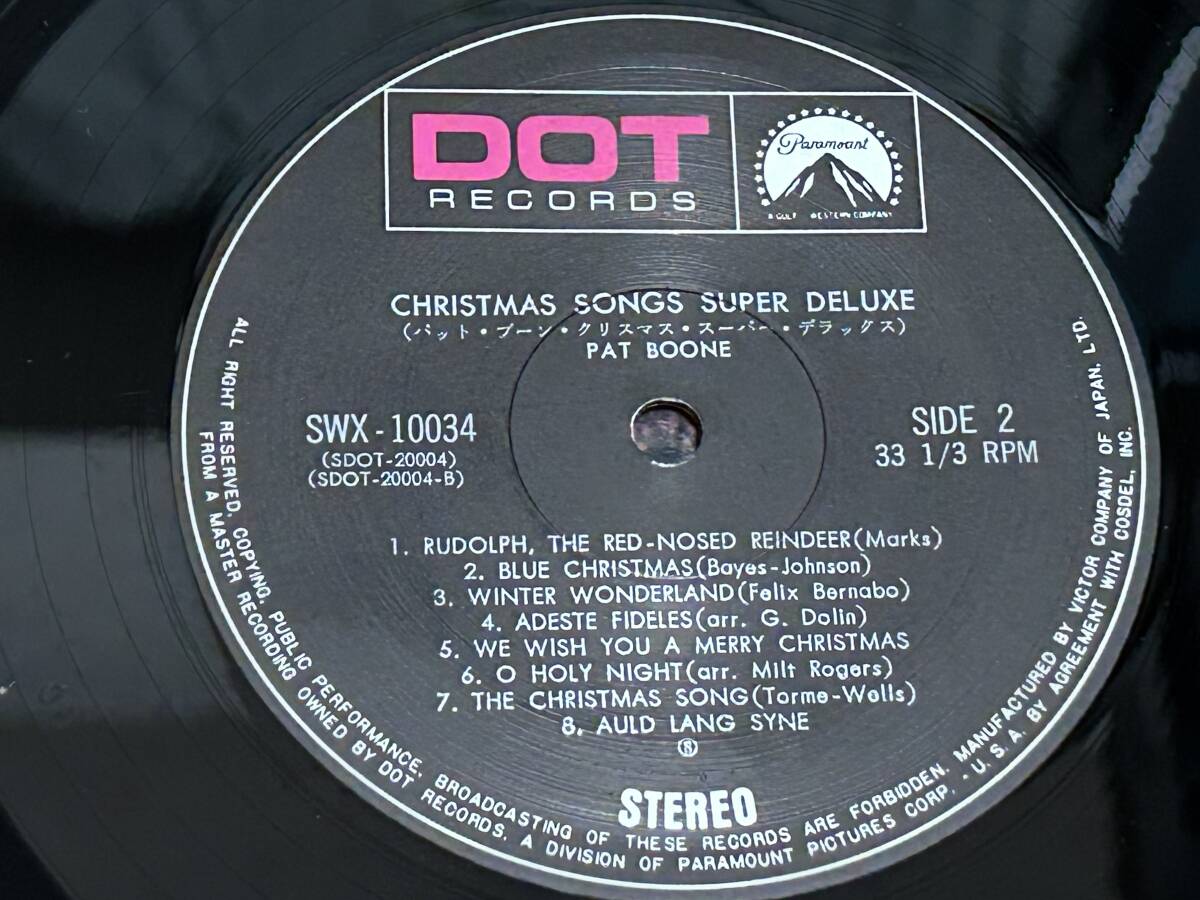 DOT
RECORDS
Paramount
A GULF + WESTERN COMPANY
CHRISTMAS SONGS SUPER DELUXE
(パット・ブーン・クリスマス・スーパー・デラックス)
PAT BOONE
SWX-10034
(SDOT-20004)
(SDOT-20004-B)
SIDE 2
33 1/3 RPM
1. RUDOLPH, THE RED-NOSED REINDEER(Marks)
2. BLUE CHRISTMAS(Bayes-Johnson)
3. WINTER WONDERLAND(Felix Bernabo)
4. ADESTE FIDELES(arr. G. Dolin)
5. WE WISH YOU A MERRY CHRISTMAS
6. O HOLY NIGHT(arr. Milt Rogers)
7. THE CHRISTMAS SONG(Torme-Wells)
8. AULD LANG SYNE
STEREO
ALL RIGHT RESERVED. COPYING. PUBLIC PERFORMANCE. BROADCASTING OF THESE RECORDS ARE FORBIDDEN. MANUFACTURED BY VICTOR COMPANY OF JAPAN, LTD.
FROM A MASTER RECORDING OWNED BY DOT RECORDS, A DIVISION OF PARAMOUNT PICTURES CORP. - U. S. A. BY AGREEMENT WITH COSDEL, INC.